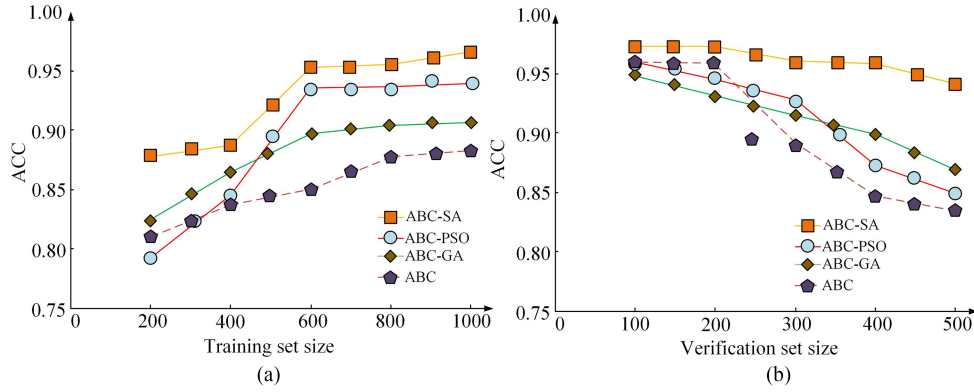 1.00
0.95
0.90
0.85
0.80
0.75
ACC
0
200
400
600
800
1000
Training set size
ABC-SA
ABC-PSO
ABC-GA
ABC
(a)
1.00
0.95
0.90
0.85
0.80
0.75
ACC
0
100
200
300
400
500
Verification set size
ABC-SA
ABC-PSO
ABC-GA
ABC
(b)